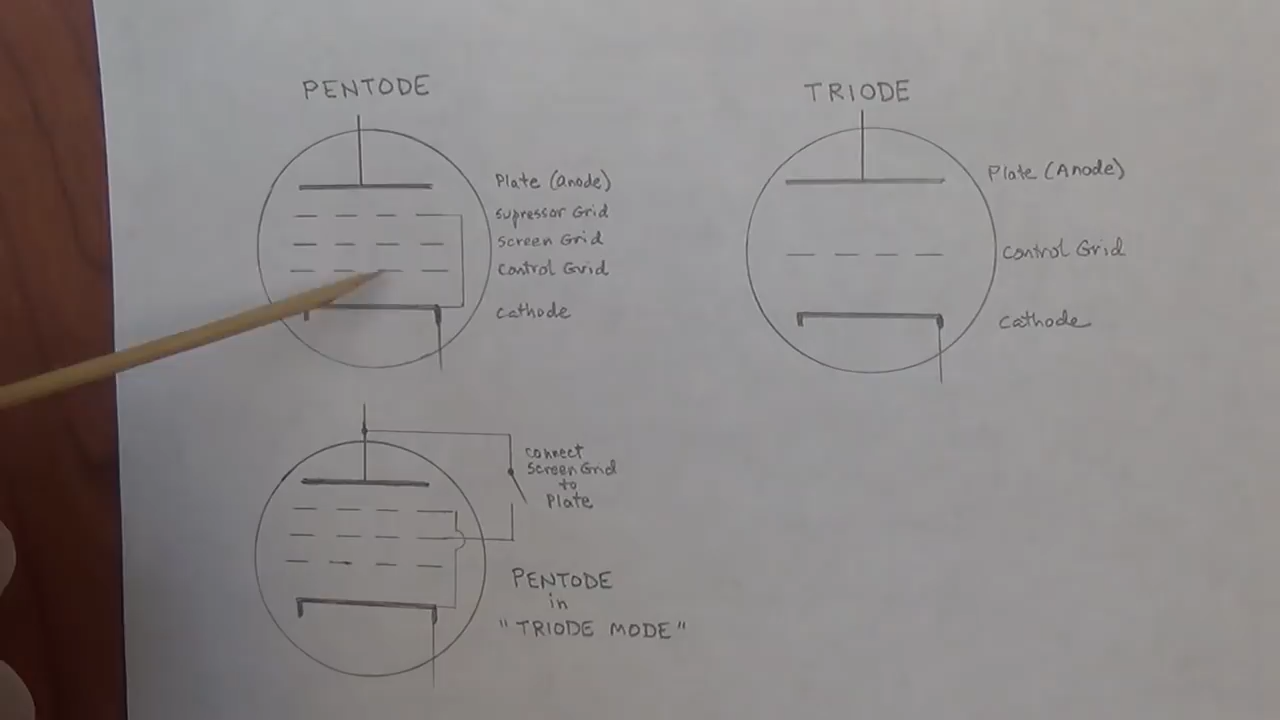 PENTODE
Plate (anode)
Supressor Grid
Screen Grid
Control Grid
Cathode
TRIODE
Plate (Anode)
Control Grid
Cathode
Connect
Screen Grid
to
Plate
PENTODE
in
"TRIODE MODE"